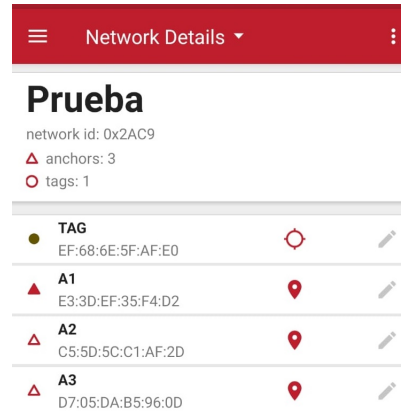 Network Details
Prueba
network id: 0x2AC9
anchors: 3
tags: 1
TAG
EF:68:6E:5F:AF:E0
A1
E3:3D:EF:35:F4:D2
A2
C5:5D:5C:C1:AF:2D
A3
D7:05:DA:B5:96:0D